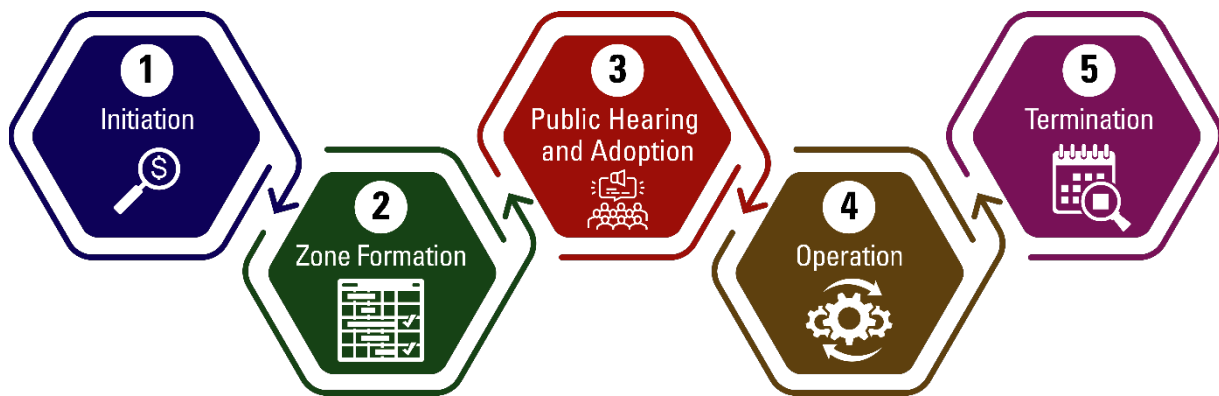 1
Initiation
$
2
Zone Formation
3
Public Hearing
and Adoption
4
Operation
5
Termination